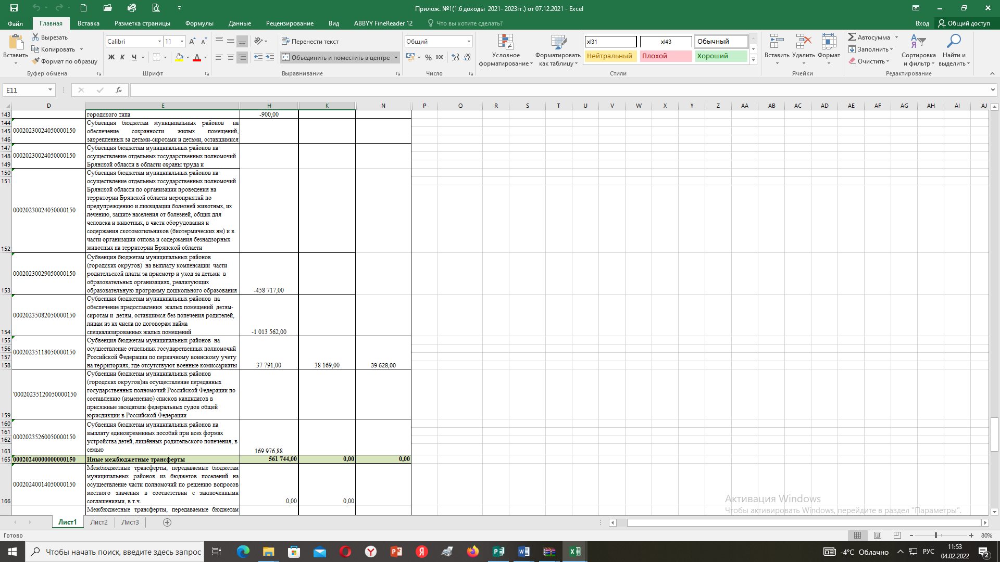 Прилож. №1(1.6 доходы  2021- 2023гг.) от 07.12.2021 - Excel
Файл Главная Вставка Разметка страницы Формулы Данные Рецензирование Вид ABBYY FineReader 12 Что вы хотите сделать? Вход Общий доступ
Вставить
Вырезать
Копировать
Формат по образцу
Буфер обмена
Calibri 11
Ж К Ч
Шрифт
Перенести текст
Объединить и поместить в центре
Выравнивание
Общий
% 000
Число
Условное форматирование
Форматировать как таблицу
xl31 xl43 Обычный
Нейтральный Плохой Хороший
Стили
Вставить Удалить Формат
Ячейки
Автосумма
Заполнить
Очистить
Сортировка и фильтр
Найти и выделить
Редактирование
E11 fx
D E H K N P Q R S T U V W X Y Z AA AB AC AD AE AF AG AH AI AJ
143 городского типа -900,00
144 Субвенция бюджетам муниципальных районов на
145 00020230024050000150 обеспечение сохранности жилых помещений,
146 закрепленных за детьми-сиротами и детьми, оставшимися
147 Субвенция бюджетам муниципальных районов на
148 00020230024050000150 осуществление отдельных государственных полномочий
149 Брянской области в области охраны труда и
150 Субвенция бюджетам муниципальных районов на
151 осуществление отдельных государственных полномочий
Брянской области по организации проведения на
территории Брянской области мероприятий по
предупреждению и ликвидации болезней животных, их
00020230024050000150 лечению, защите населения от болезней, общих для
человека и животных, в части оборудования и
содержания скотомогильников (биотермических ям) и в
части организации отлова и содержания безнадзорных
152 животных на территории Брянской области
Субвенция бюджетам муниципальных районов
(городских округов)  на выплату компенсации  части
00020230029050000150 родительской платы за присмотр и уход за детьми  в
образовательных организациях, реализующих
153 образовательную программу дошкольного образования -458 717,00
Субвенция бюджетам муниципальных районов  на
обеспечение предоставления  жилых помещений  детям-
00020235082050000150 сиротам и  детям, оставшимся без попечения родителей,
лицам из их числа по договорам найма
154 специализированных жилых помещений -1 013 562,00
155 Субвенция бюджетам муниципальных районов  на
156 00020235118050000150 осуществление отдельных государственных полномочий
157 Российской Федерации по первичному воинскому учету
158 на территориях, где отсутствуют военные комиссариаты 37 791,00 38 169,00 39 628,00
Субвенции бюджетам муниципальных районов
(городских округов)на осуществление переданных
государственных полномочий Российской Федерации по
'00020235120050000150 составлению (изменению) списков кандидатов в
присяжные заседатели федеральных судов общей
159 юрисдикции в Российской Федерации
160 Субвенции бюджетам муниципальных районов на
161 выплату единовременных пособий при всех формах
162 00020235260050000150 устройства детей, лишённых родительского попечения, в
163 семью 169 976,88
165 00020240000000000150 Иные межбюджетные трансферты 561 744,00 0,00 0,00
Межбюджетные трансферты, передаваемые бюджетам
муниципальных районов из бюджетов поселений на
00020240014050000150 осуществление части полномочий по решению вопросов
местного значения в соответствии с заключенными
166 соглашениями, в т.ч. 0,00 0,00
Межбюджетные трансферты, передаваемые бюджетам
Активация Windows
Чтобы активировать Windows, перейдите в раздел "Параметры".
Лист1 Лист2 Лист3
Готово 80%
Чтобы начать поиск, введите здесь запрос
-4°C Облачно РУС 11:53
04.02.2022 2